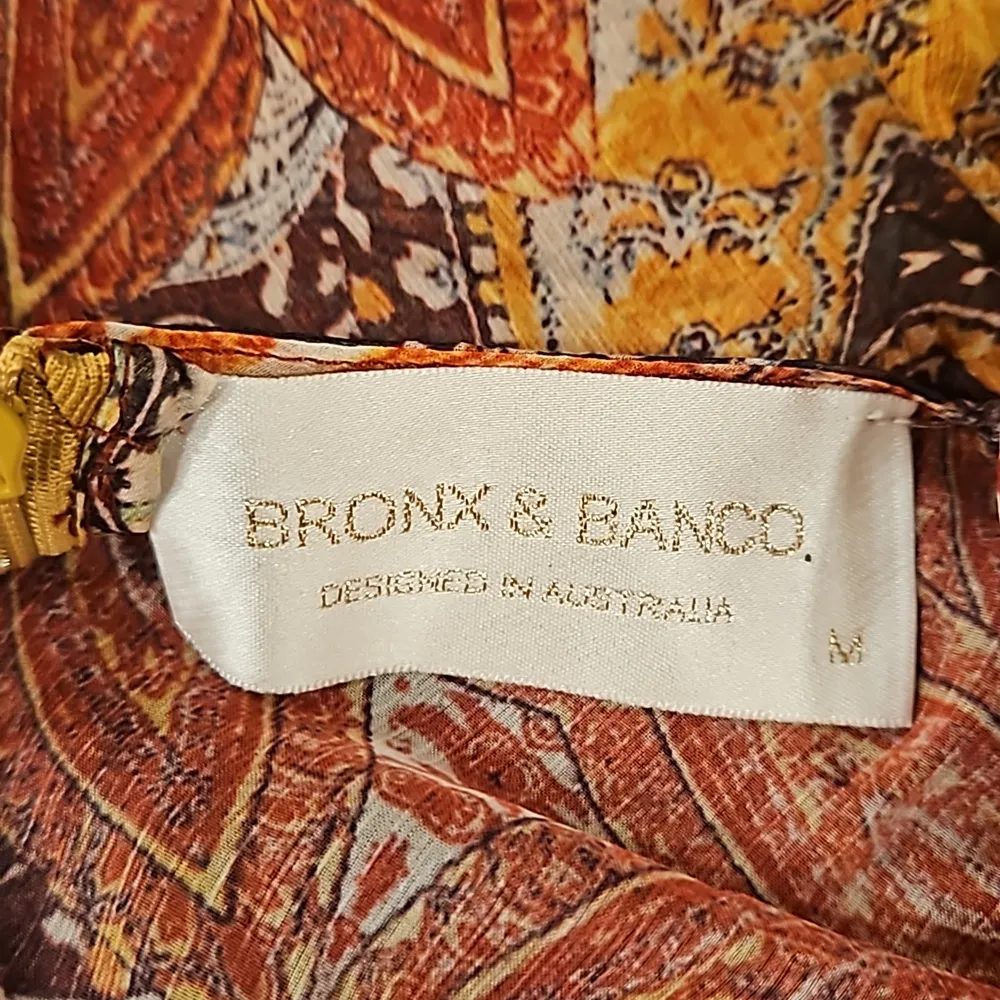 BRONX & BANCO.
DESIGNED IN AUSTRALIA
M